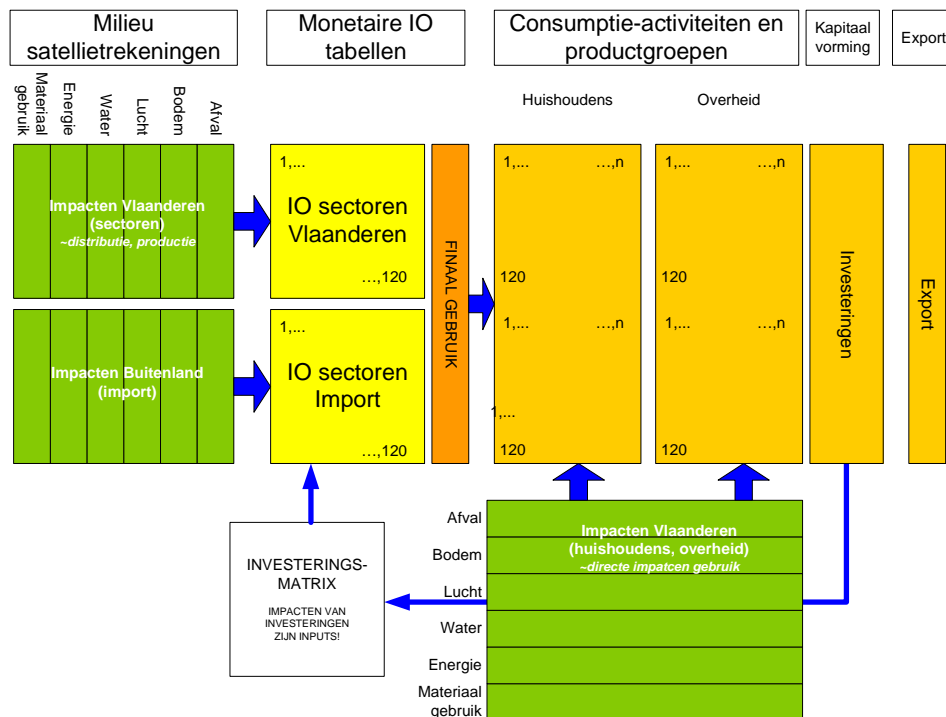 Milieu
satellietrekeningen
Monetaire IO
tabellen
Consumptie-activiteiten en
productgroepen
Kapitaal
vorming
Export
Materiaal
gebruik
Energie
Water
Lucht
Bodem
Afval
Huishoudens
Overheid
Impacten Vlaanderen
(sectoren)
~distributie, productie
1,...
IO sectoren
Vlaanderen
...,120
FINAAL GEBRUIK
1,... ...,n
120
1,... ...,n
1,...
120
1,... ...,n
120
1,... ...,n
120
Investeringen
Export
Impacten Buitenland
(import)
1,...
IO sectoren
Import
...,120
INVESTERINGS-
MATRIX
IMPACTEN VAN
INVESTERINGEN
ZIJN INPUTS!
Afval
Bodem
Lucht
Water
Energie
Materiaal
gebruik
Impacten Vlaanderen
(huishoudens, overheid)
~directe impatcen gebruik